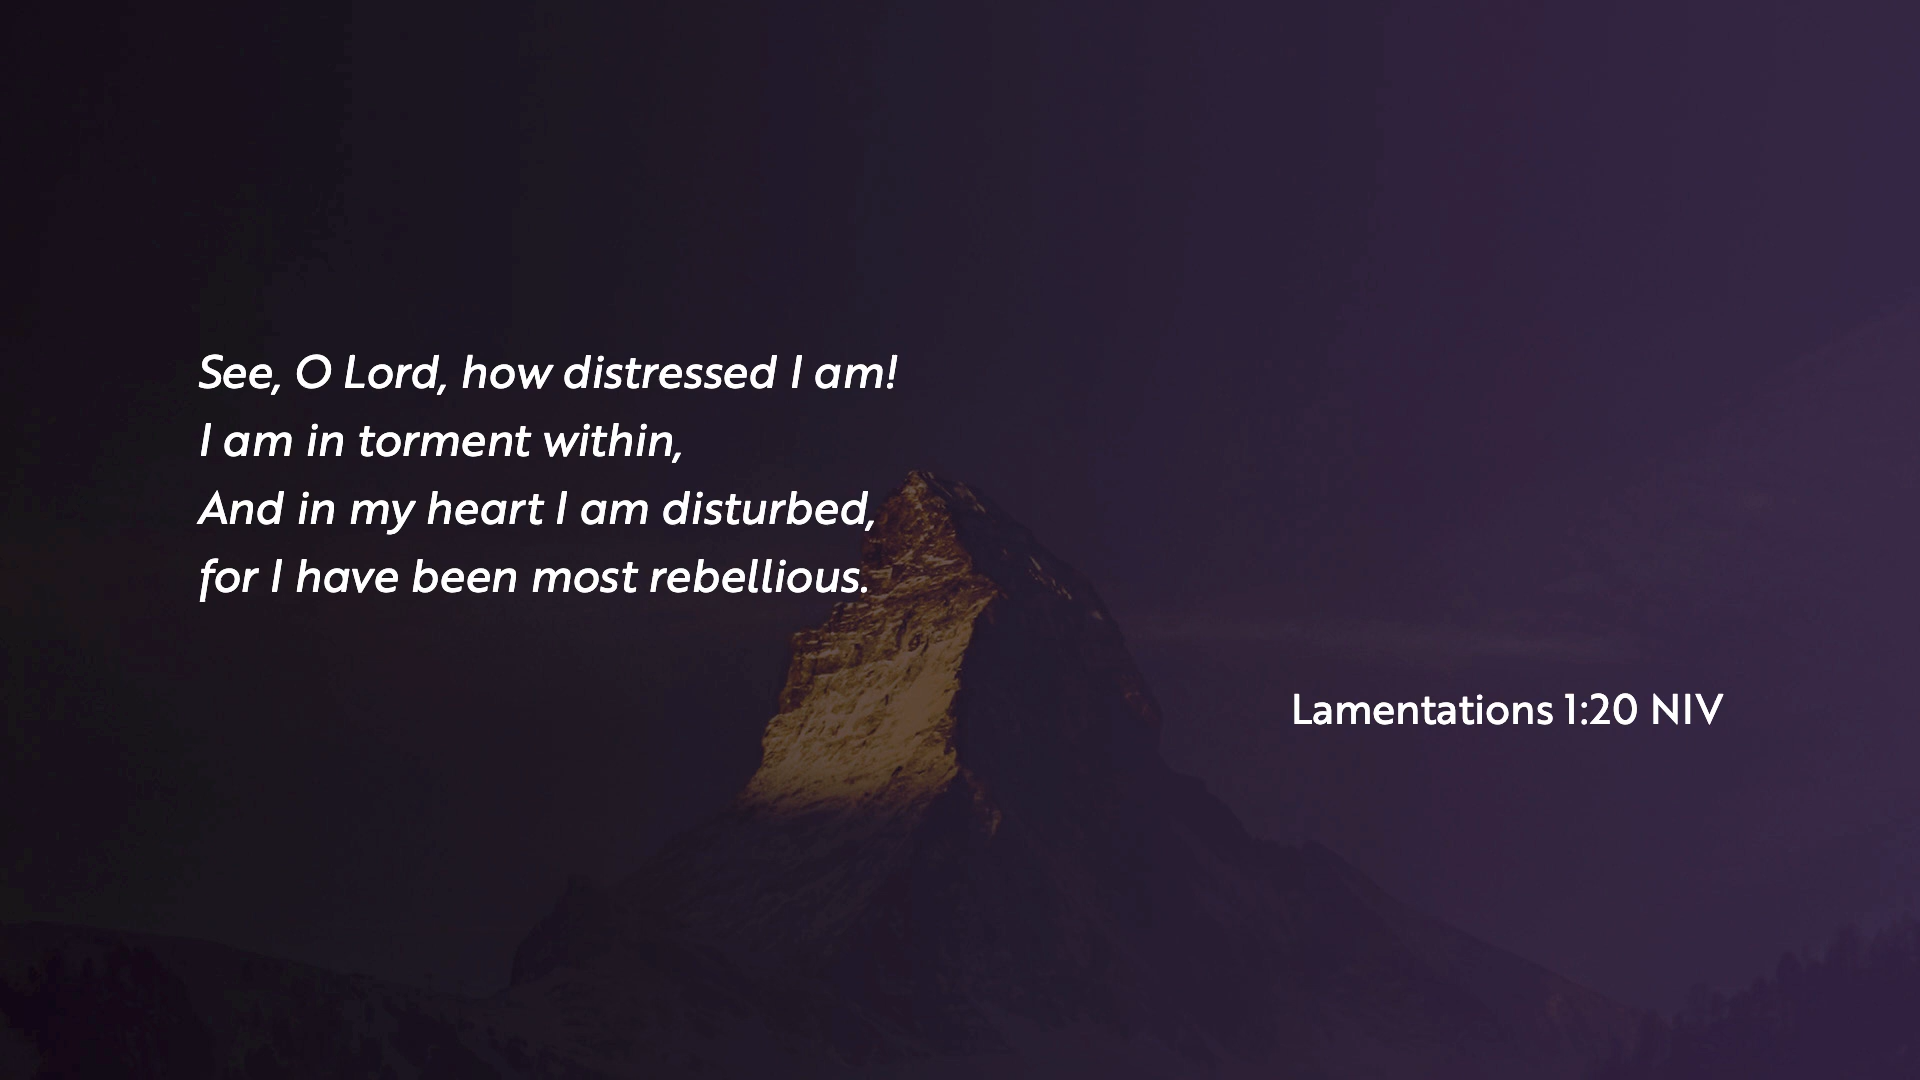 See, O Lord, how distressed I am!
I am in torment within,
And in my heart I am disturbed,
for I have been most rebellious.
Lamentations 1:20 NIV